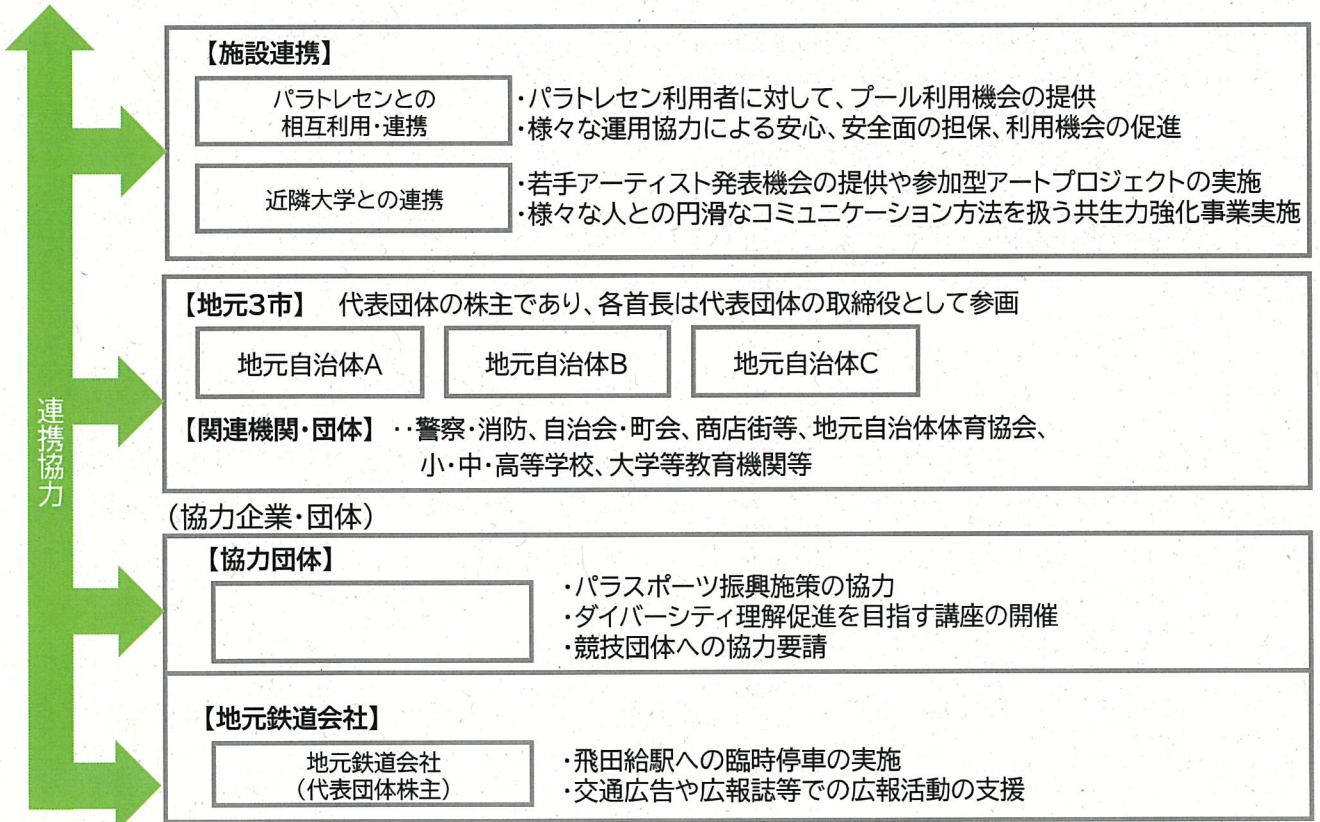 連携協力
【施設連携】
パラトレセンとの
相互利用・連携
・パラトレセン利用者に対して、プール利用機会の提供
・様々な運用協力による安心、安全面の担保、利用機会の促進
近隣大学との連携
・若手アーティスト発表機会の提供や参加型アートプロジェクトの実施
・様々な人との円滑なコミュニケーション方法を扱う共生力強化事業実施
【地元3市】 代表団体の株主であり、各首長は代表団体の取締役として参画
地元自治体A
地元自治体B
地元自治体C
【関連機関・団体】 ・・警察・消防、自治会・町会、商店街等、地元自治体体育協会、
小・中・高等学校、大学等教育機関等
(協力企業・団体)
【協力団体】
・パラスポーツ振興施策の協力
・ダイバーシティ理解促進を目指す講座の開催
・競技団体への協力要請
【地元鉄道会社】
地元鉄道会社
(代表団体株主)
・飛田給駅への臨時停車の実施
・交通広告や広報誌等での広報活動の支援